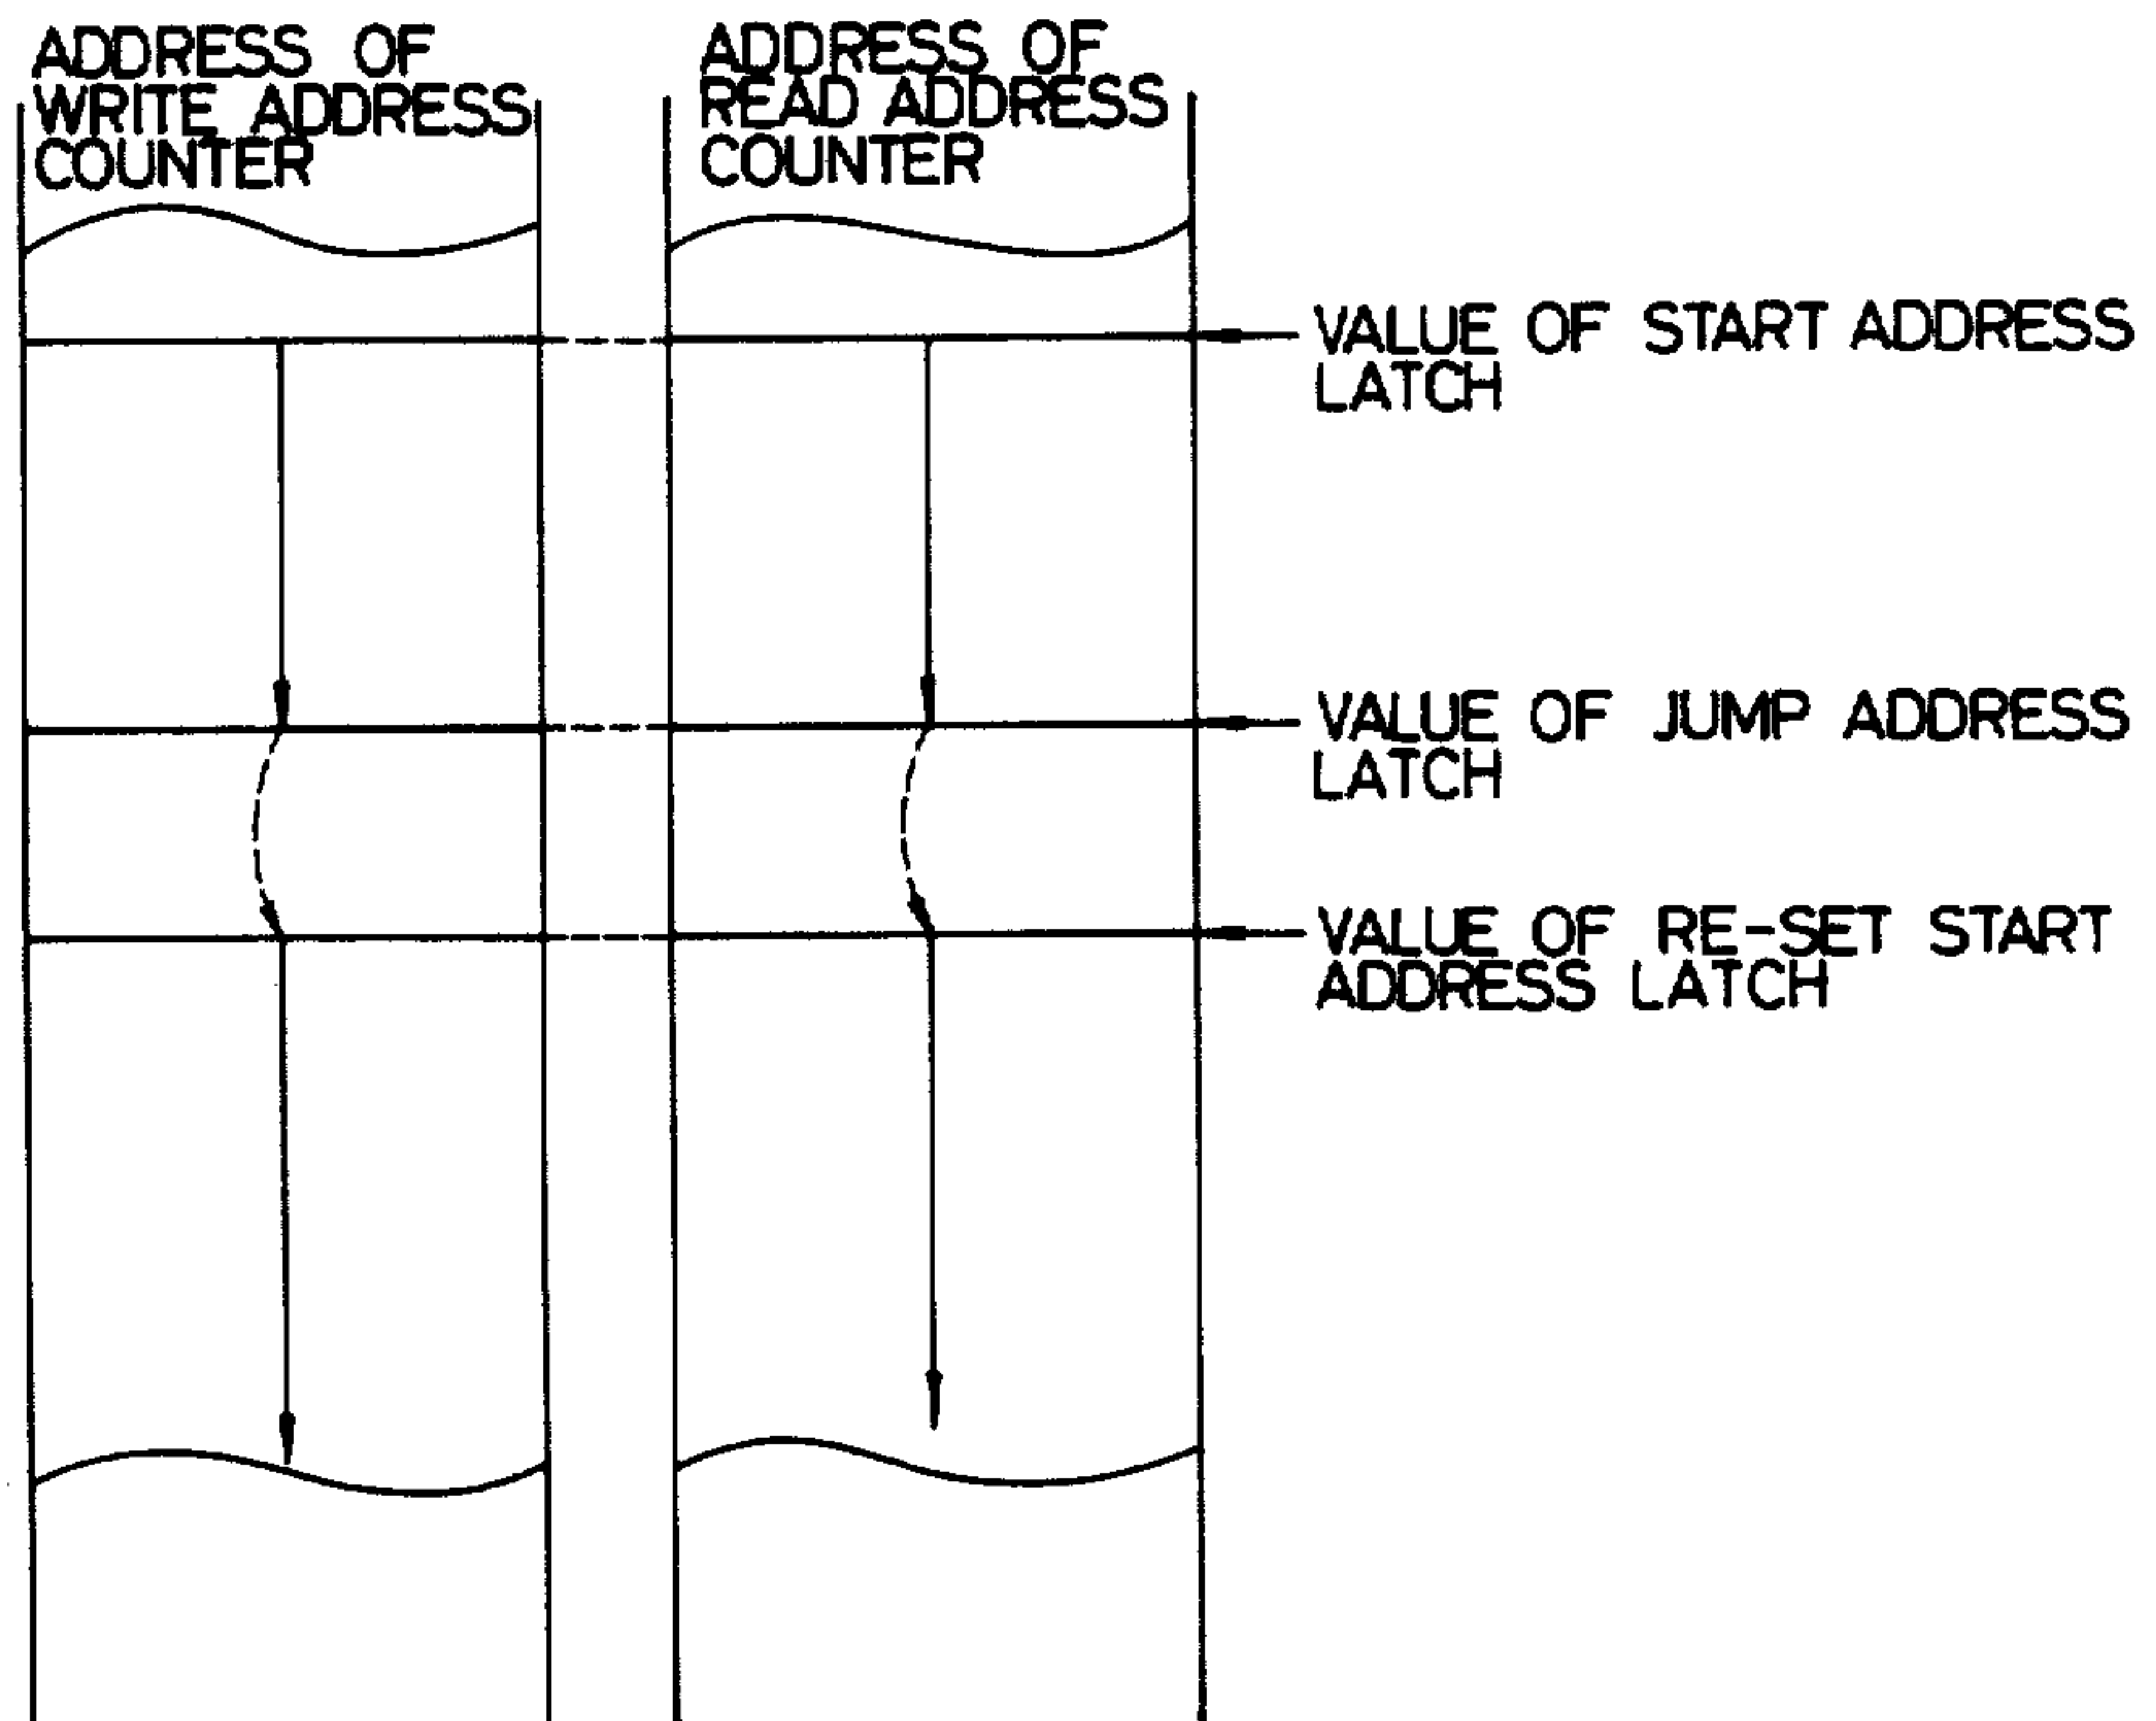 ADDRESS OF
WRITE ADDRESS
COUNTER
ADDRESS OF
READ ADDRESS
COUNTER
VALUE OF START ADDRESS
LATCH
VALUE OF JUMP ADDRESS
LATCH
VALUE OF RE-SET START
ADDRESS LATCH